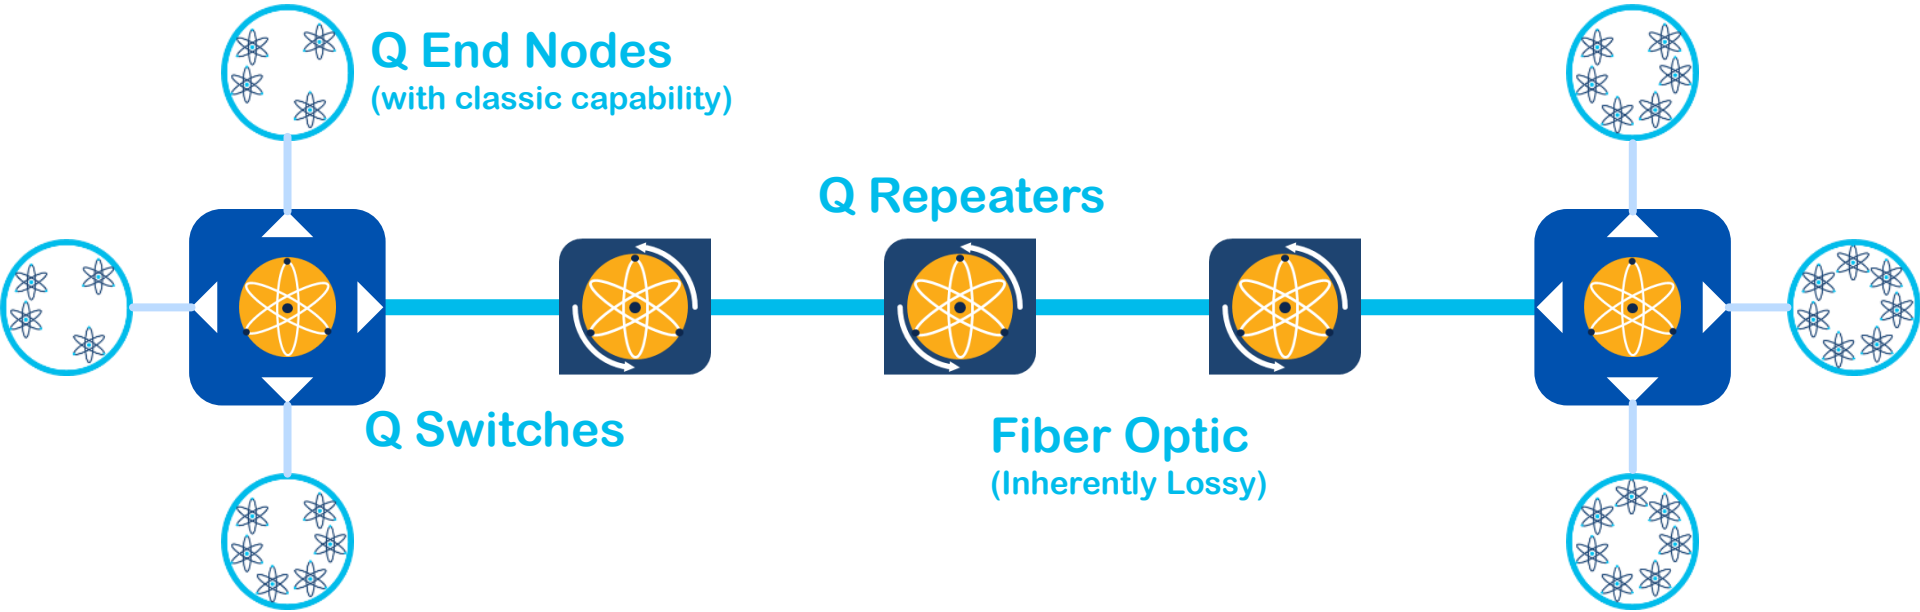 Q End Nodes
(with classic capability)
Q Repeaters
Q Switches
Fiber Optic
(Inherently Lossy)